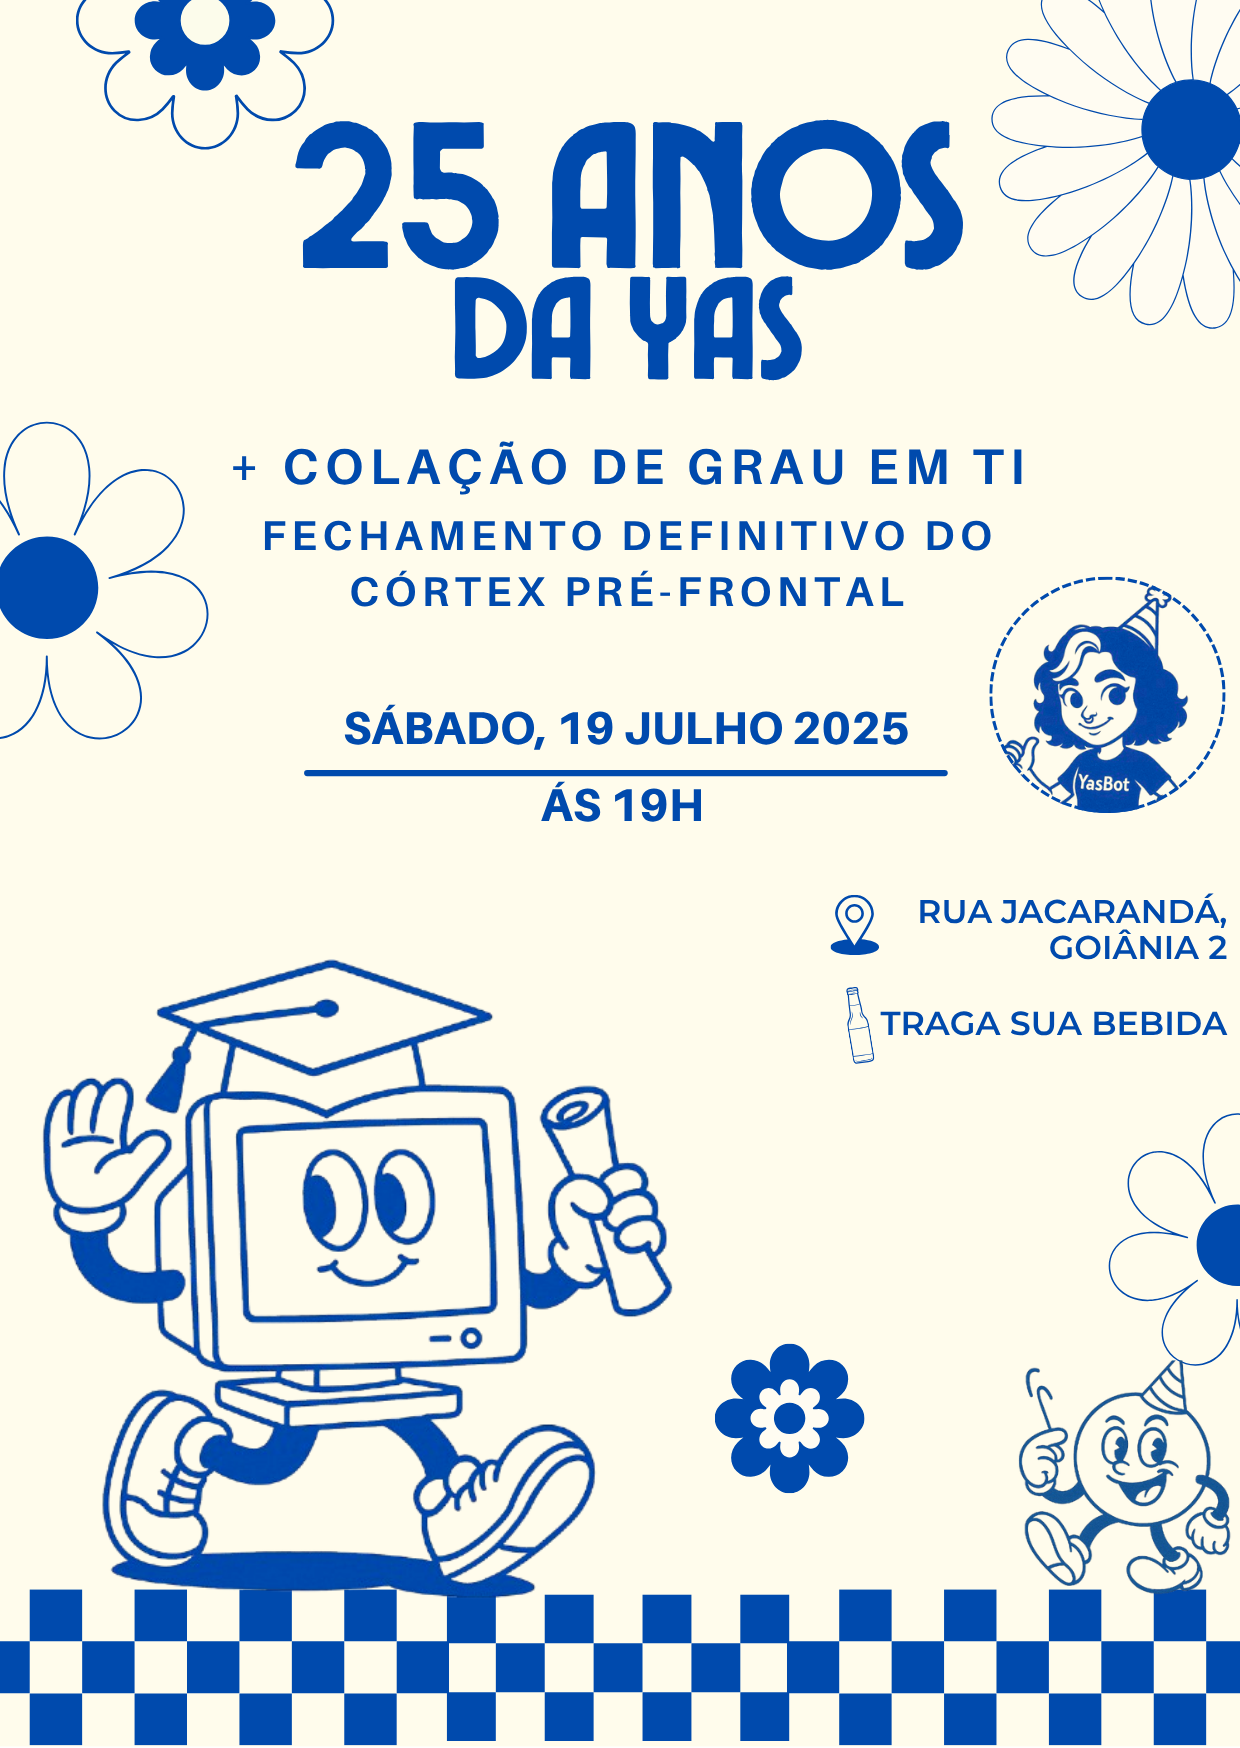 25 ANOS
DA YAS
+ COLAÇÃO DE GRAU EM TI
FECHAMENTO DEFINITIVO DO
CÓRTEX PRÉ-FRONTAL
SÁBADO, 19 JULHO 2025
ÁS 19H
YasBot
RUA JACARANDÁ,
GOIÂNIA 2
TRAGA SUA BEBIDA